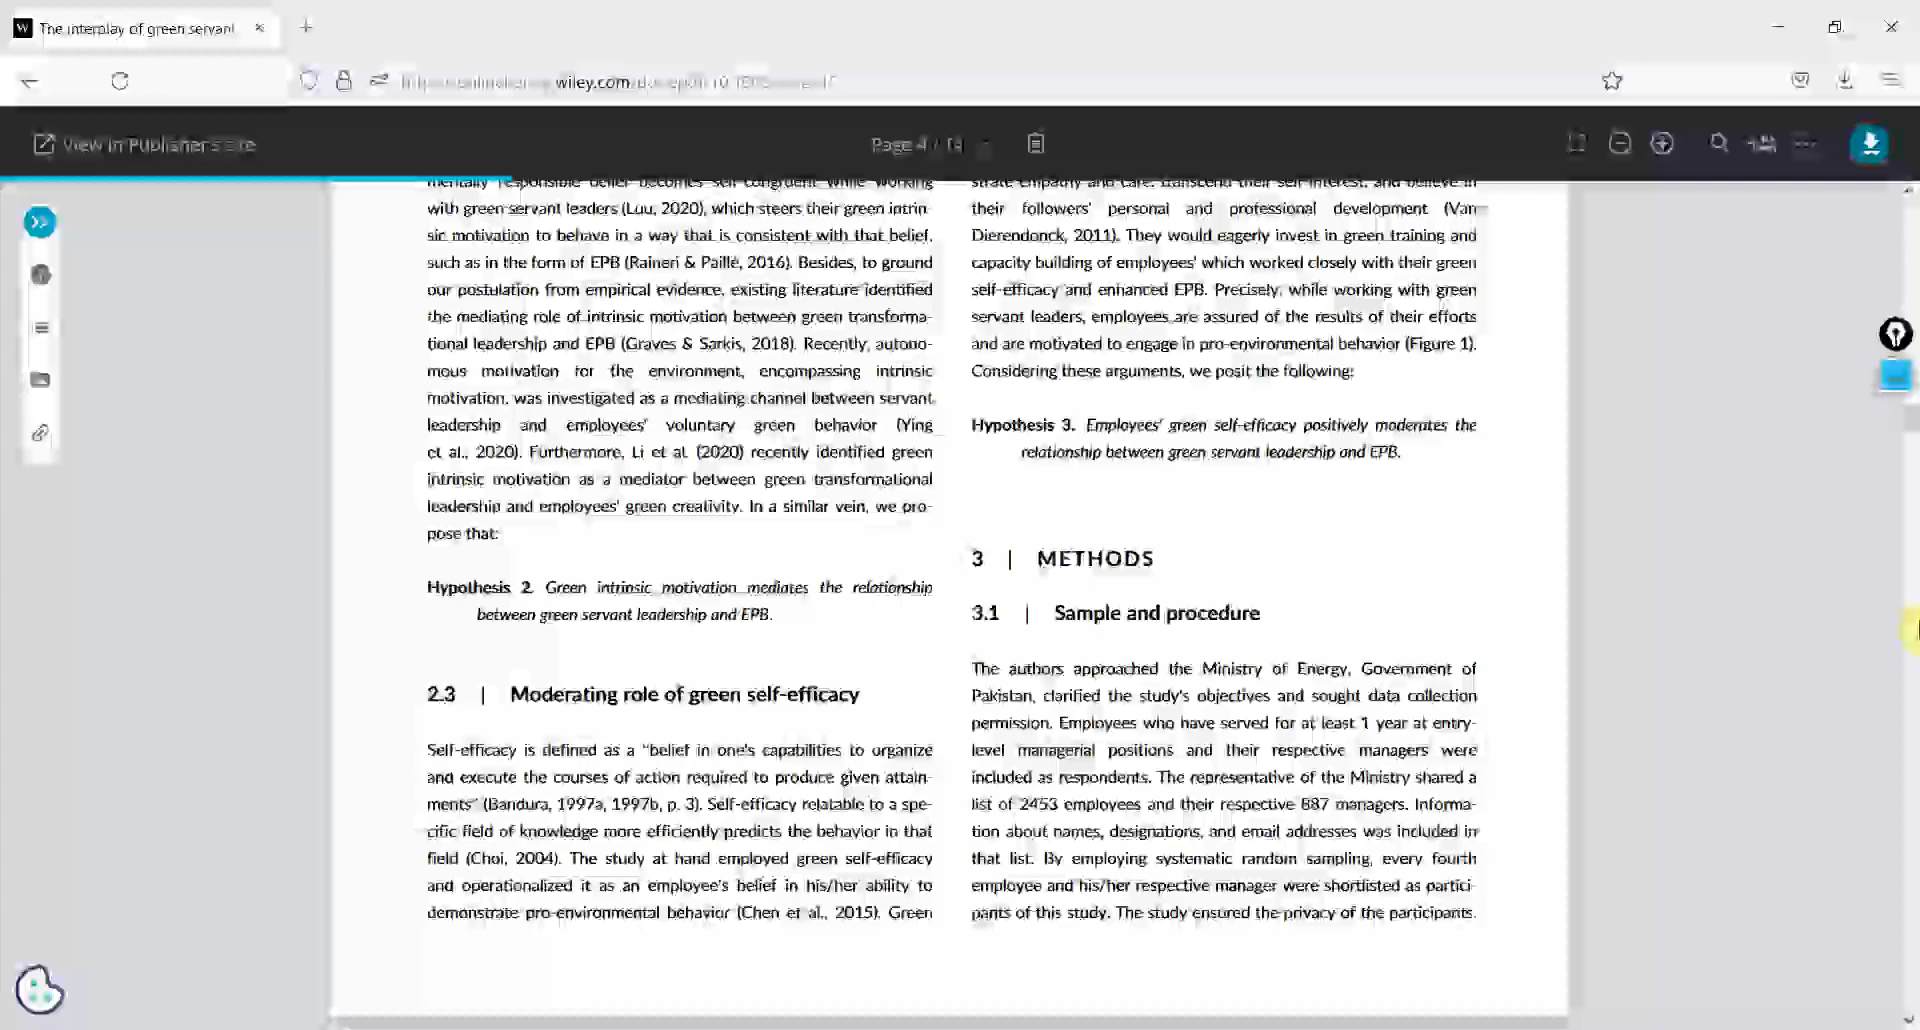 The interplay of green servant
wiley.com
View in Publisher's site
Page 4 / 14
mentally responsible belief becomes self-congruent while working
with green servant leaders (Luu, 2020), which steers their green intrin-
sic motivation to behave in a way that is consistent with that belief,
such as in the form of EPB (Raineri & Paillé, 2016). Besides, to ground
our postulation from empirical evidence, existing literature identified
the mediating role of intrinsic motivation between green transforma-
tional leadership and EPB (Graves & Sarkis, 2018). Recently, autono-
mous motivation for the environment, encompassing intrinsic
motivation, was investigated as a mediating channel between servant
leadership and employees' voluntary green behavior (Ying
et al., 2020). Furthermore, Li et al. (2020) recently identified green
intrinsic motivation as a mediator between green transformational
leadership and employees' green creativity. In a similar vein, we pro-
pose that:
Hypothesis 2. Green intrinsic motivation mediates the relationship
between green servant leadership and EPB.
2.3 | Moderating role of green self-efficacy
Self-efficacy is defined as a "belief in one's capabilities to organize
and execute the courses of action required to produce given attain-
ments" (Bandura, 1997a, 1997b, p. 3). Self-efficacy relatable to a spe-
cific field of knowledge more efficiently predicts the behavior in that
field (Choi, 2004). The study at hand employed green self-efficacy
and operationalized it as an employee's belief in his/her ability to
demonstrate pro-environmental behavior (Chen et al., 2015). Green
strate empathy and care, transcend their self-interest, and believe in
their followers' personal and professional development (Van
Dierendonck, 2011). They would eagerly invest in green training and
capacity building of employees' which worked closely with their green
self-efficacy and enhanced EPB. Precisely, while working with green
servant leaders, employees are assured of the results of their efforts
and are motivated to engage in pro-environmental behavior (Figure 1).
Considering these arguments, we posit the following:
Hypothesis 3. Employees' green self-efficacy positively moderates the
relationship between green servant leadership and EPB.
3 | METHODS
3.1 | Sample and procedure
The authors approached the Ministry of Energy, Government of
Pakistan, clarified the study's objectives and sought data collection
permission. Employees who have served for at least 1 year at entry-
level managerial positions and their respective managers were
included as respondents. The representative of the Ministry shared a
list of 2453 employees and their respective 887 managers. Informa-
tion about names, designations, and email addresses was included in
that list. By employing systematic random sampling, every fourth
employee and his/her respective manager were shortlisted as partici-
pants of this study. The study ensured the privacy of the participants.